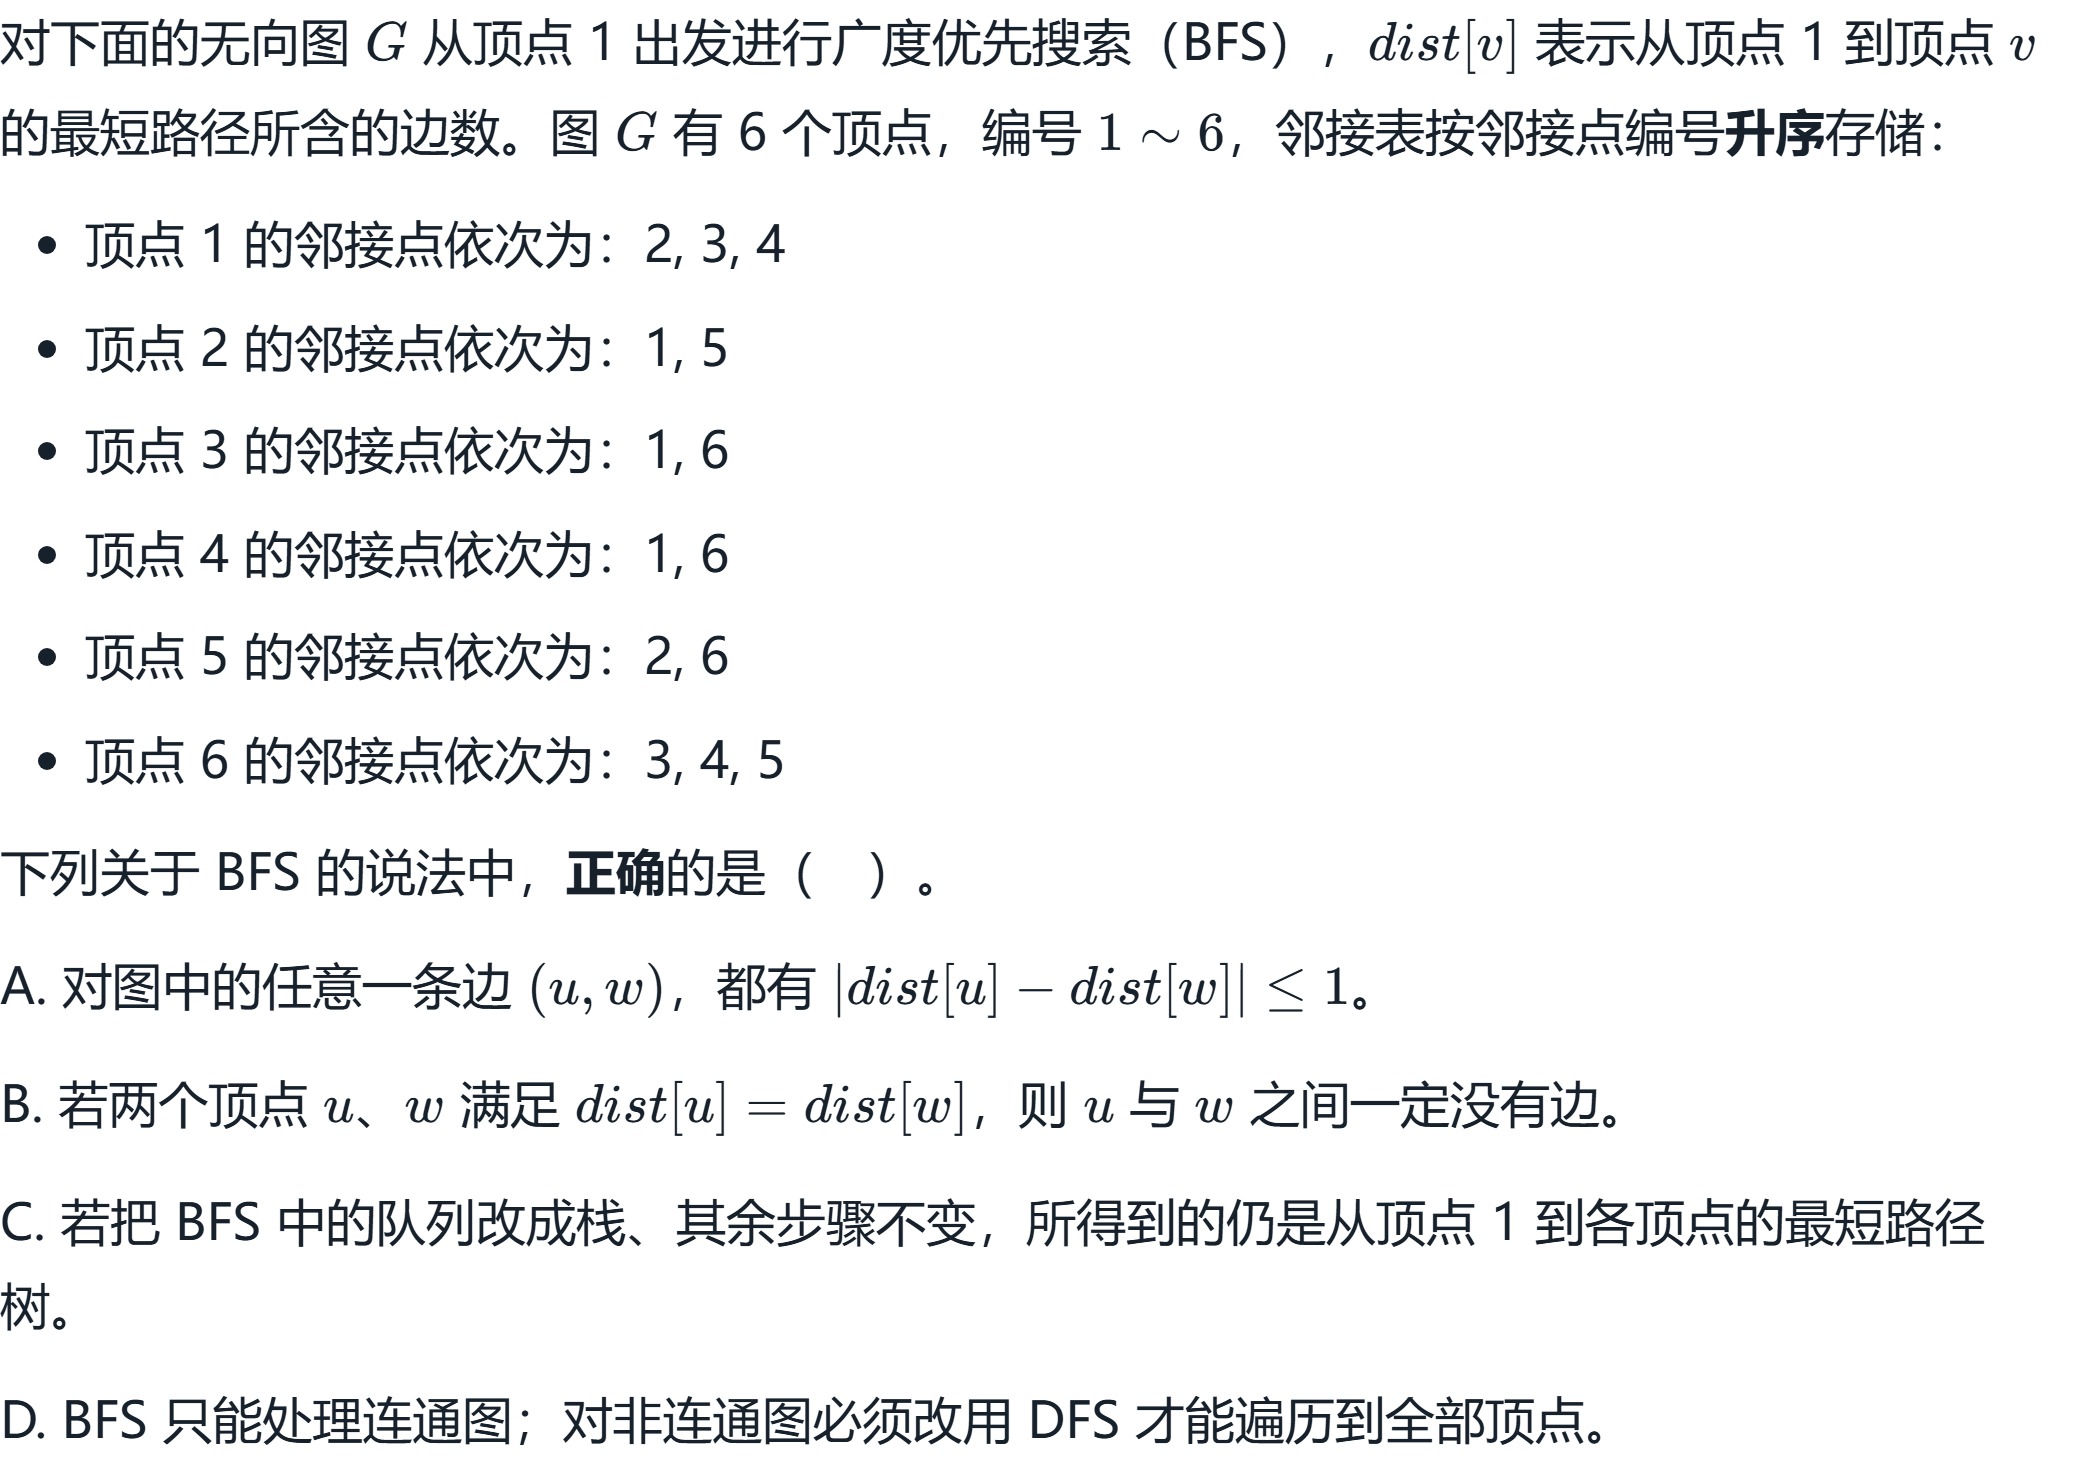 对下面的无向图 G 从顶点 1 出发进行广度优先搜索（BFS），dist[v] 表示从顶点 1 到顶点 v
的最短路径所含的边数。图 G 有 6 个顶点，编号 1 ∼ 6，邻接表按邻接点编号升序存储：
• 顶点 1 的邻接点依次为：2, 3, 4
• 顶点 2 的邻接点依次为：1, 5
• 顶点 3 的邻接点依次为：1, 6
• 顶点 4 的邻接点依次为：1, 6
• 顶点 5 的邻接点依次为：2, 6
• 顶点 6 的邻接点依次为：3, 4, 5
下列关于 BFS 的说法中，正确的是（ ）。
A. 对图中的任意一条边 (u, w)，都有 |dist[u] − dist[w]| ≤ 1。
B. 若两个顶点 u、w 满足 dist[u] = dist[w]，则 u 与 w 之间一定没有边。
C. 若把 BFS 中的队列改成栈、其余步骤不变，所得到的仍是从顶点 1 到各顶点的最短路径
树。
D. BFS 只能处理连通图；对非连通图必须改用 DFS 才能遍历到全部顶点。